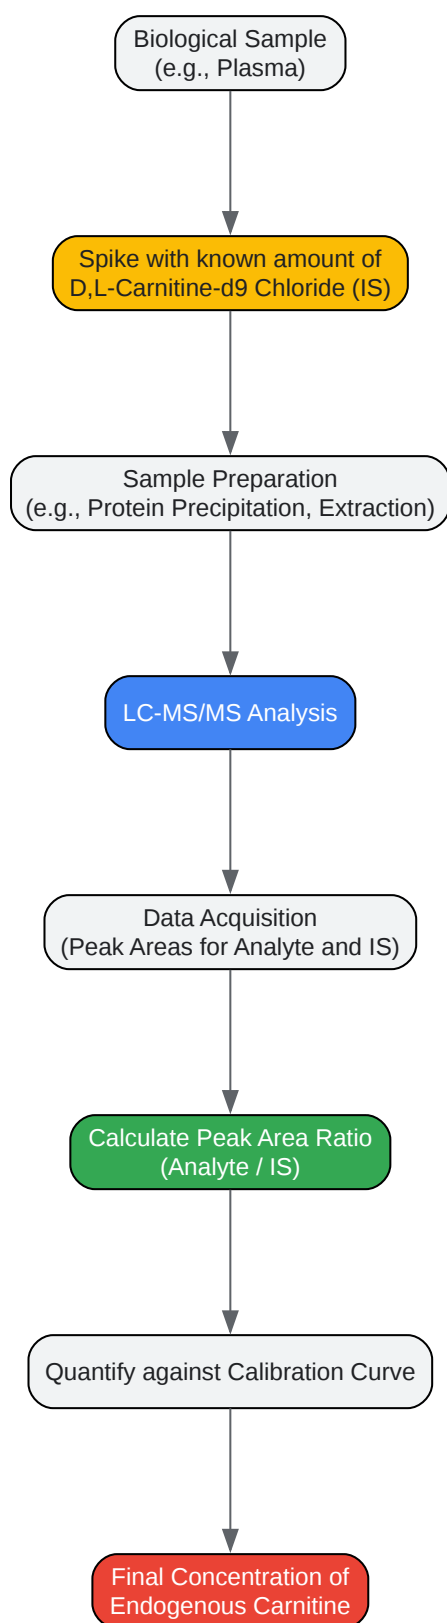 Biological Sample
(e.g., Plasma)
Spike with known amount of
D,L-Carnitine-d9 Chloride (IS)
Sample Preparation
(e.g., Protein Precipitation, Extraction)
LC-MS/MS Analysis
Data Acquisition
(Peak Areas for Analyte and IS)
Calculate Peak Area Ratio
(Analyte / IS)
Quantify against Calibration Curve
Final Concentration of
Endogenous Carnitine